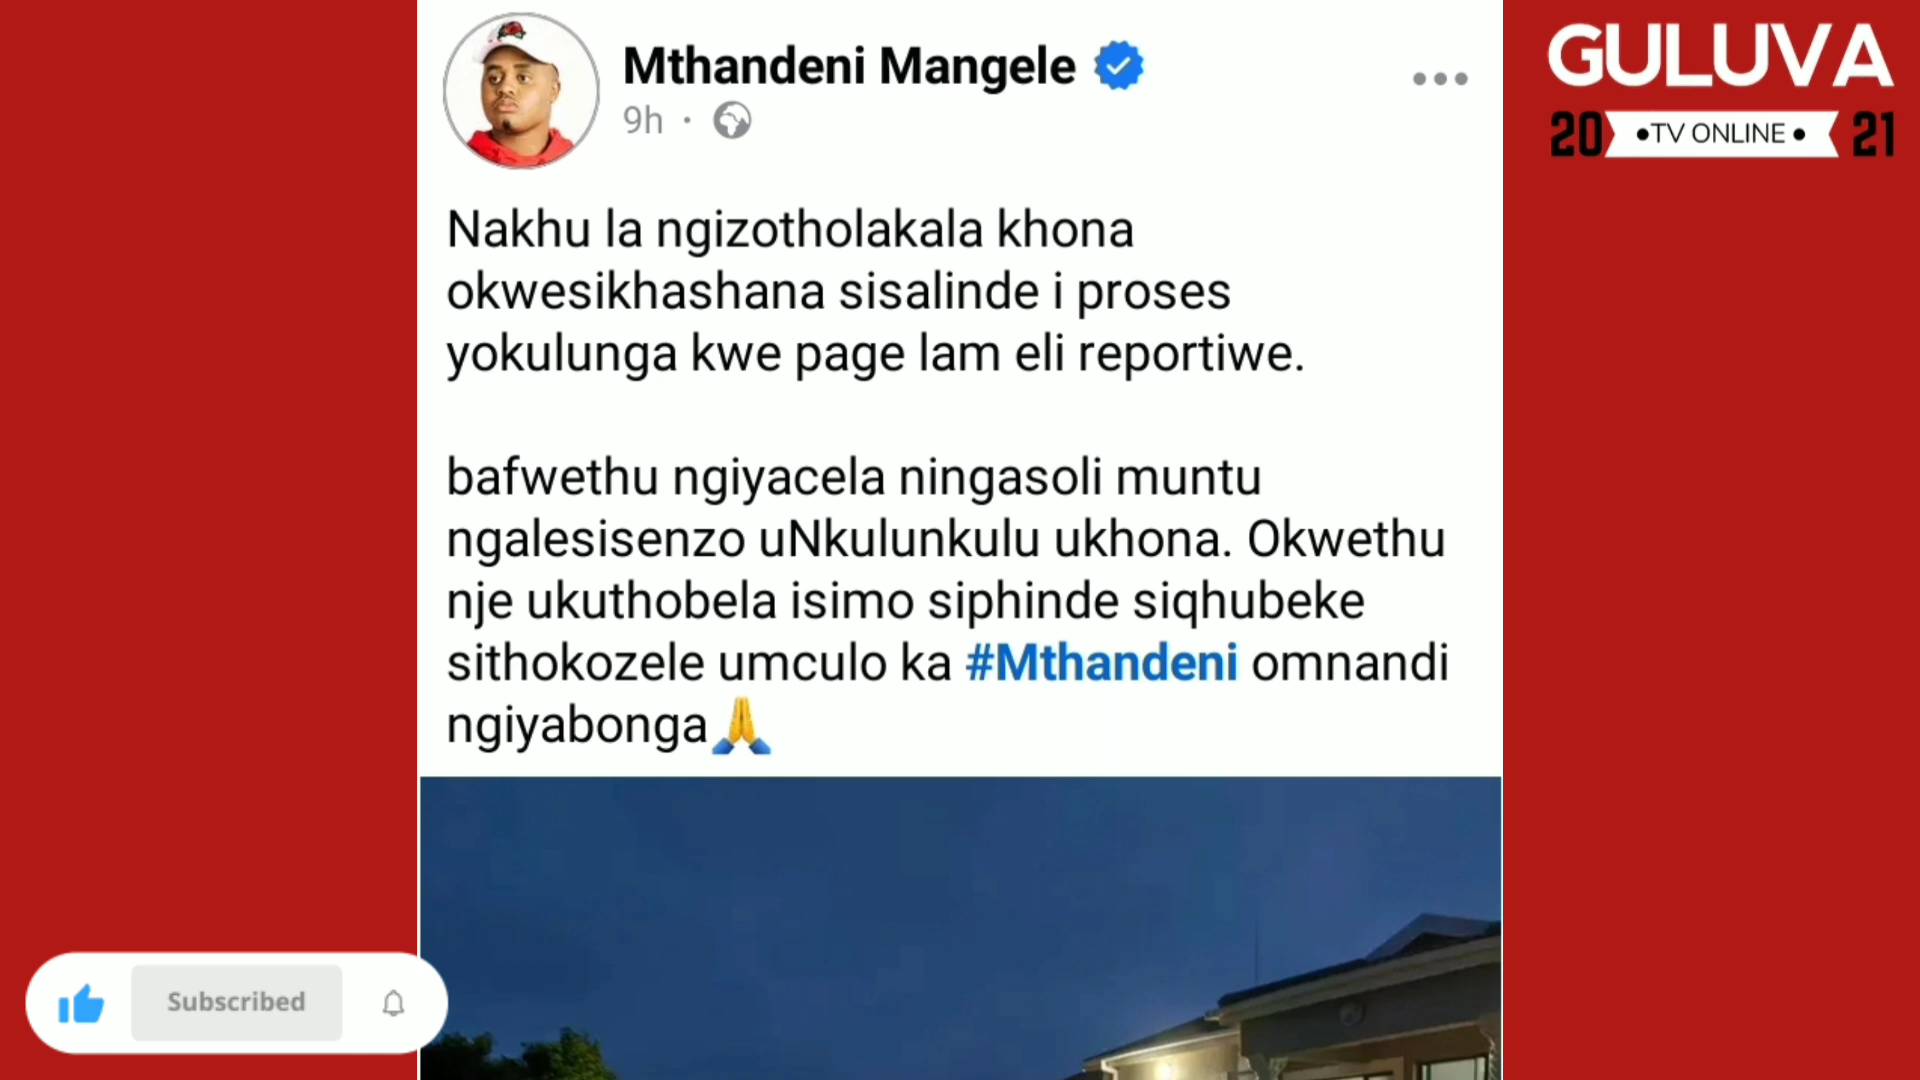 Mthandeni Mangele
9h
Nakhu la ngizotholakala khona
okwesikhashana sisalinde i proses
yokulunga kwe page lam eli reportiwe.
bafwethu ngiyacela ningasoli muntu
ngalesisenzo uNkulunkulu ukhona. Okwethu
nje ukuthobela isimo siphinde siqhubeke
sithokozele umculo ka #Mthandeni omnandi
ngiyabonga🙏
GULUVA
20 •TV ONLINE• 21
Subscribed